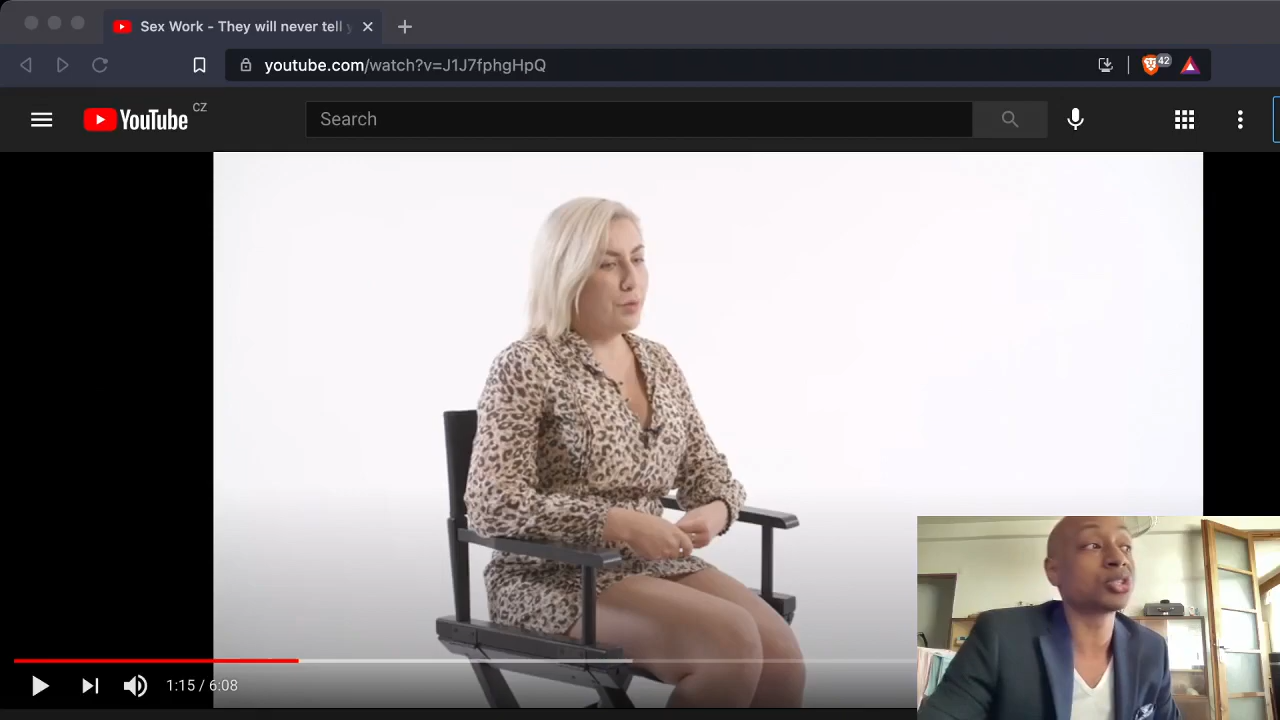 Sex Work - They will never tell
youtube.com/watch?v=J1J7fphgHpQ
42
YouTube CZ
Search
1:15 / 6:08